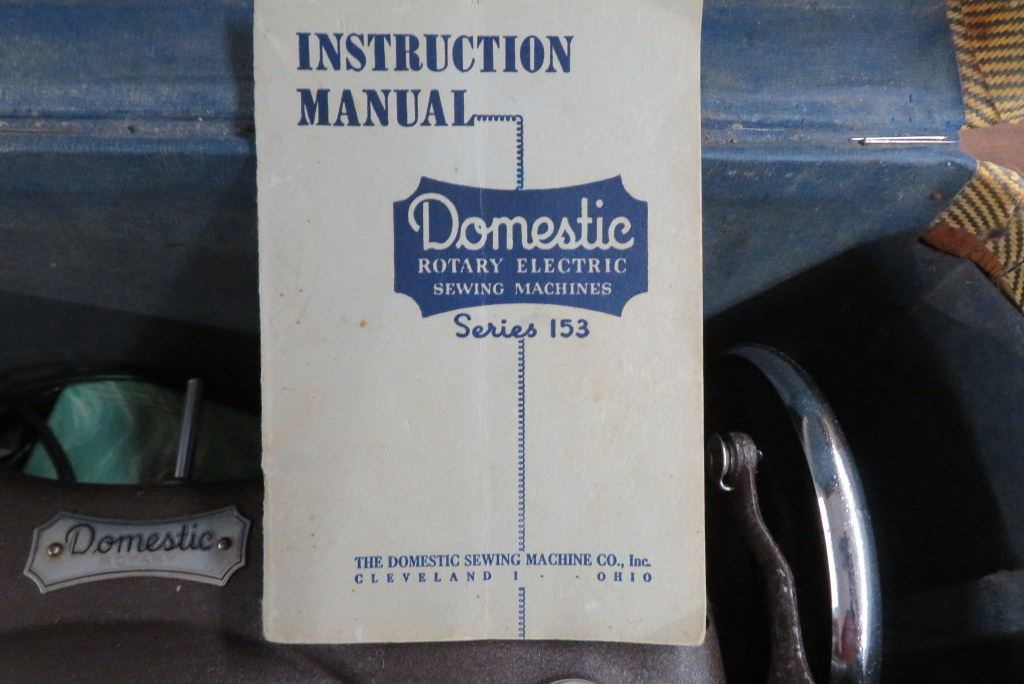 INSTRUCTION
MANUAL
Domestic
ROTARY ELECTRIC
SEWING MACHINES
Series 153
THE DOMESTIC SEWING MACHINE CO., Inc.
CLEVELAND 1 · · OHIO
Domestic